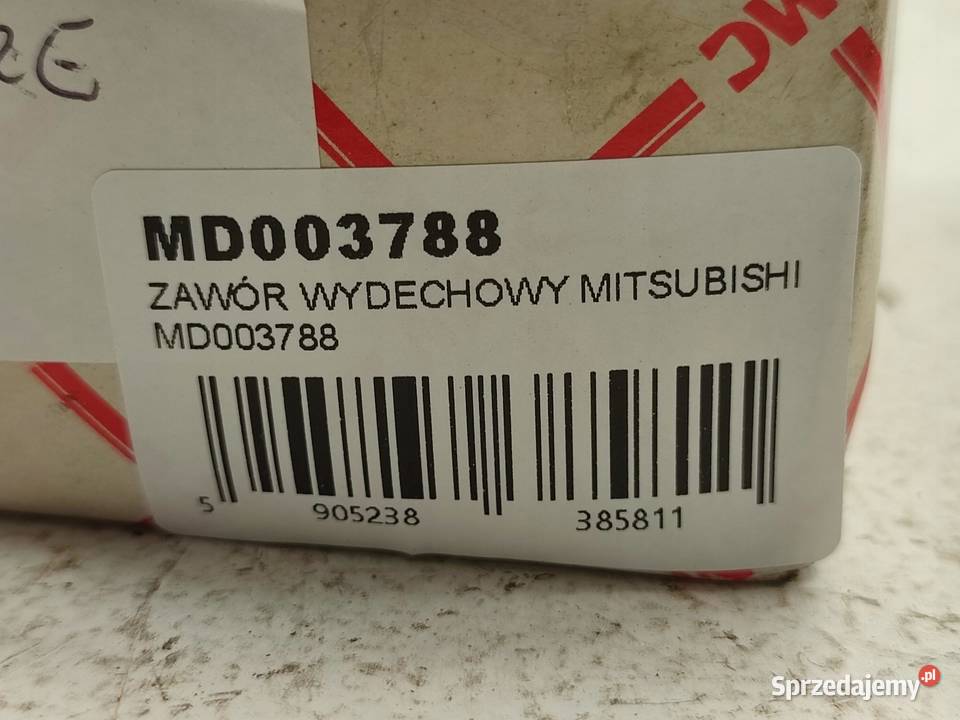 MD003788
ZAWÓR WYDECHOWY MITSUBISHI
MD003788
5 905238 385811
Sprzedajemy.pl